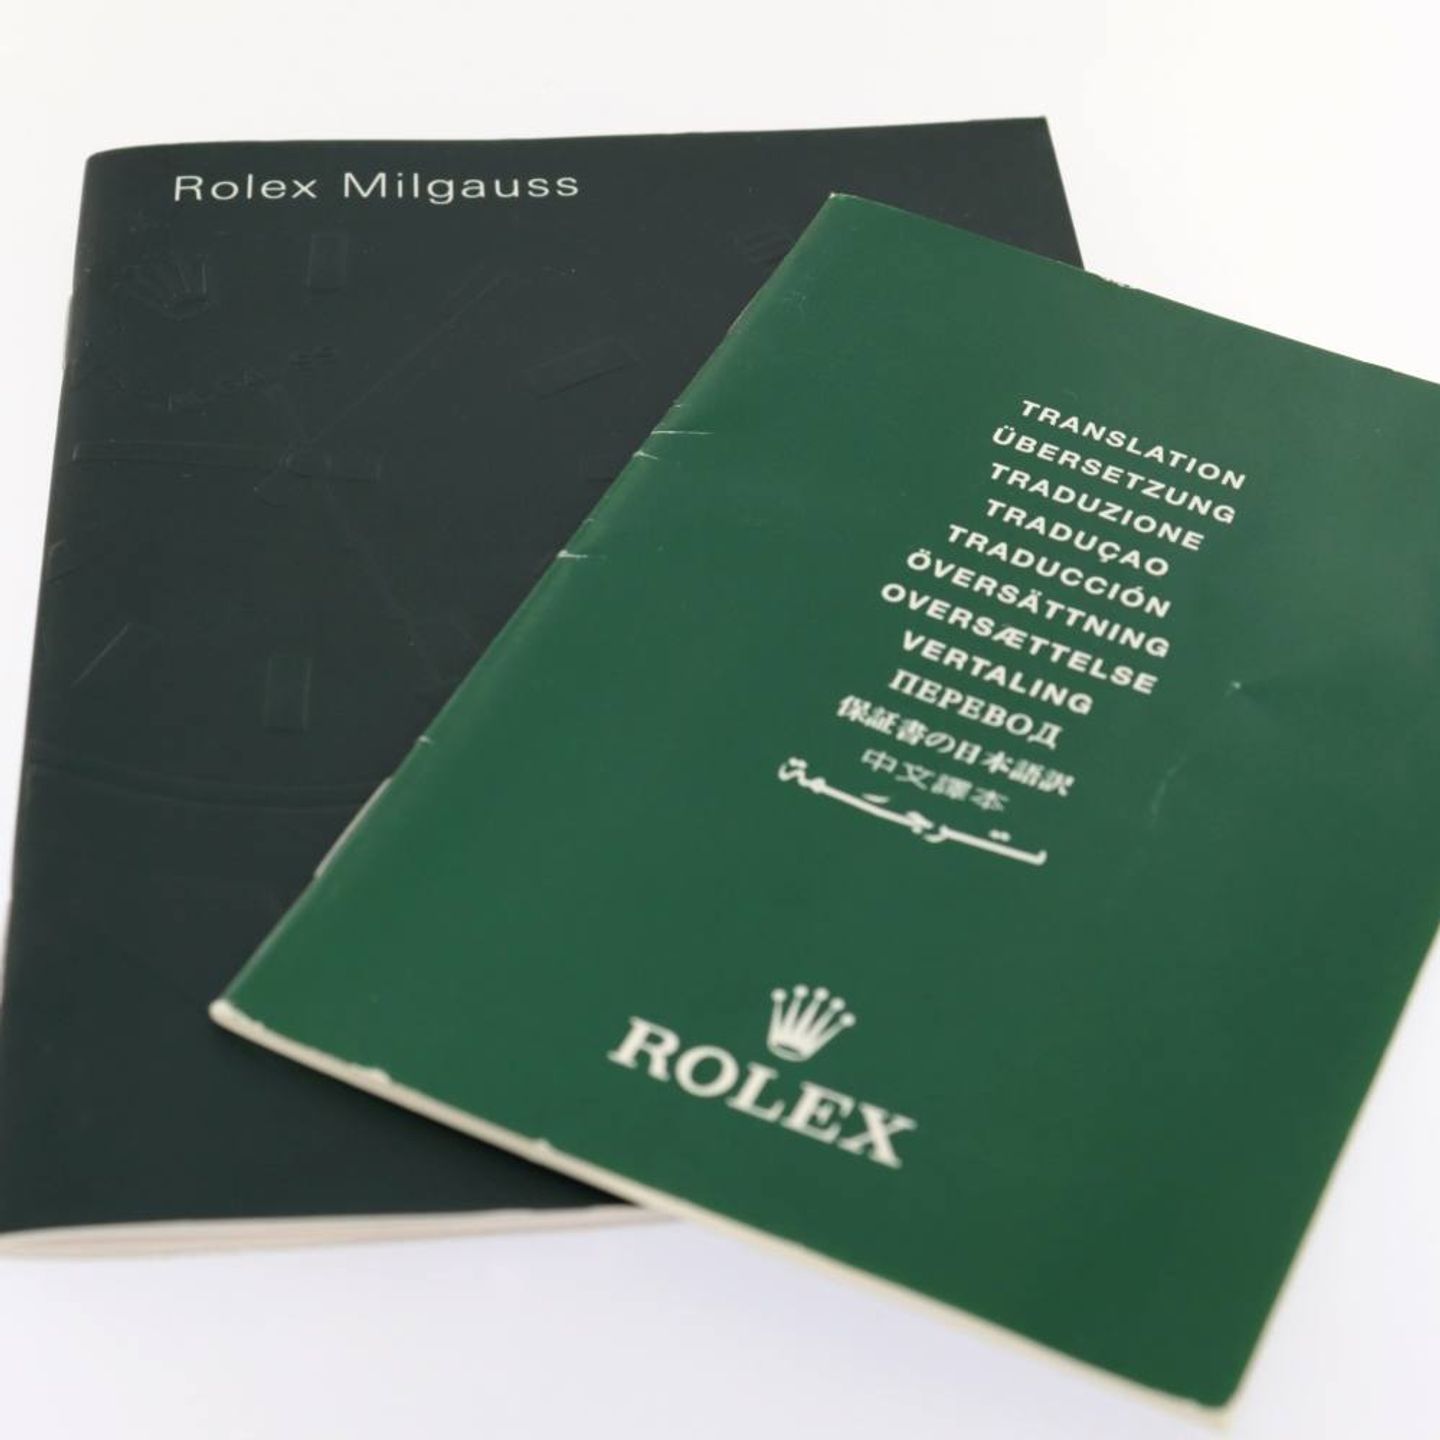 Rolex Milgauss
TRANSLATION
ÜBERSETZUNG
TRADUZIONE
TRADUÇAO
TRADUCCIÓN
ÖVERSÄTTNING
OVERSÆTTELSE
VERTALING
ПЕРЕВОД
保証書の日本語訳
中文譯本
ترجمة
ROLEX